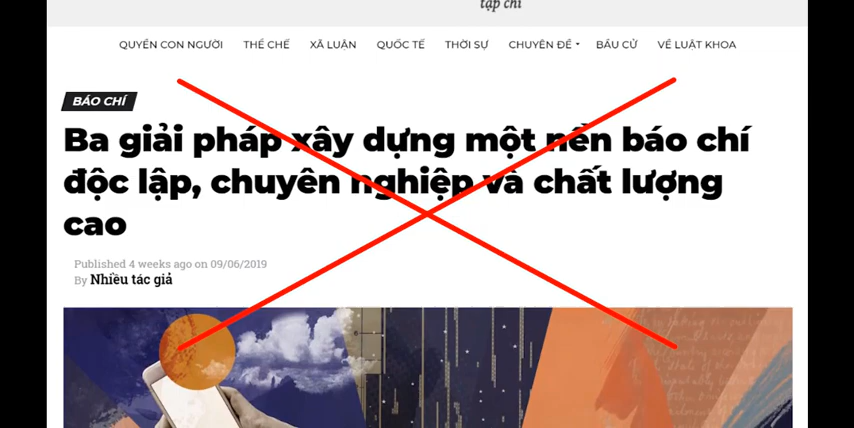 tạp chí
QUYỀN CON NGƯỜI THỂ CHẾ XÃ LUẬN QUỐC TẾ THỜI SỰ CHUYÊN ĐỀ BẦU CỬ VỀ LUẬT KHOA
BÁO CHÍ
Ba giải pháp xây dựng một nền báo chí
độc lập, chuyên nghiệp và chất lượng
cao
Published 4 weeks ago on 09/06/2019
By Nhiều tác giả